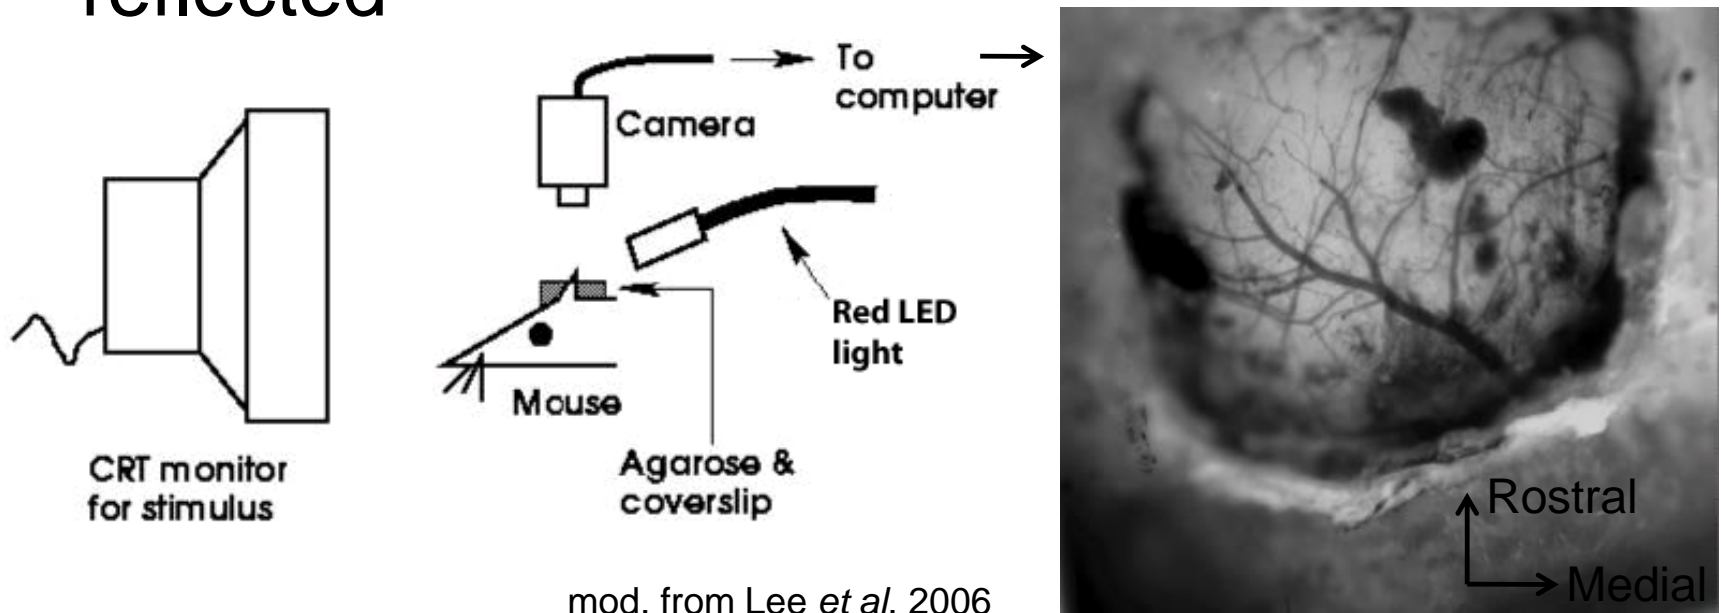 reflected
To
computer
Camera
Red LED
light
Mouse
CRT monitor
for stimulus
Agarose &
coverslip
mod. from Lee et al. 2006
Rostral
Medial